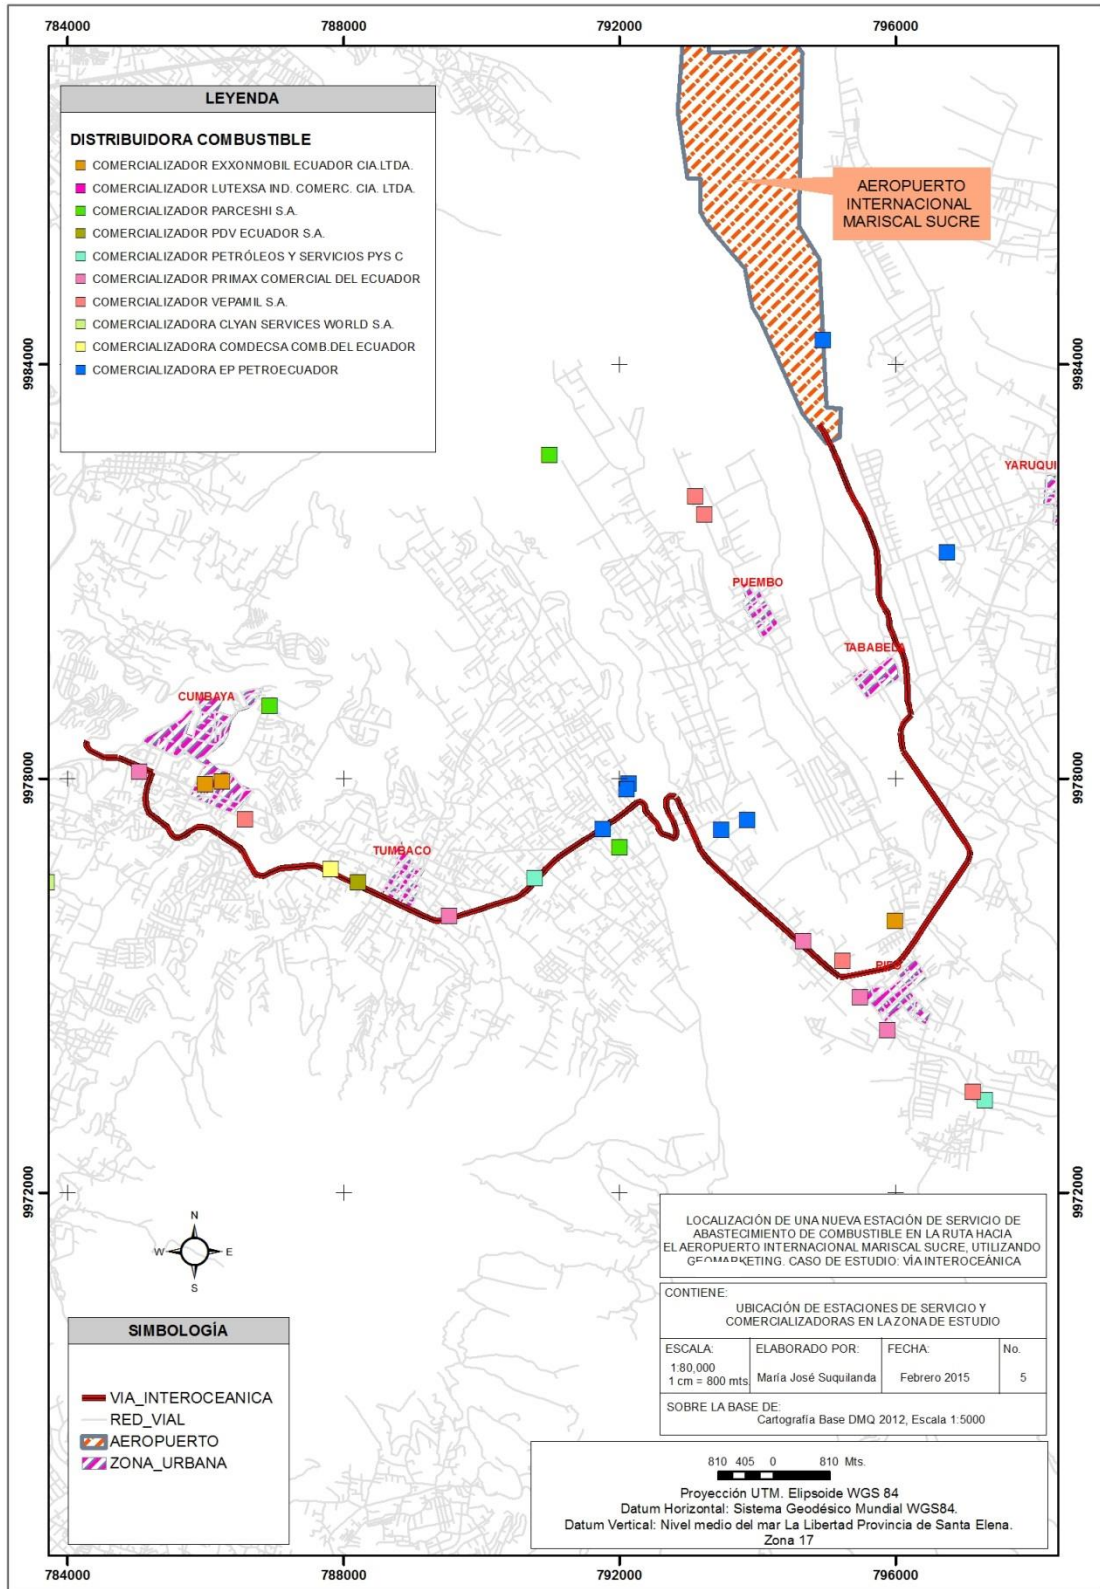 784000 788000 792000 796000
LEYENDA
DISTRIBUIDORA COMBUSTIBLE
COMERCIALIZADOR EXXONMOBIL ECUADOR CIA.LTDA.
COMERCIALIZADOR LUTEXSA IND. COMERC. CIA. LTDA.
COMERCIALIZADOR PARCESHI S.A.
COMERCIALIZADOR PDV ECUADOR S.A.
COMERCIALIZADOR PETRÓLEOS Y SERVICIOS PYS C
COMERCIALIZADOR PRIMAX COMERCIAL DEL ECUADOR
COMERCIALIZADOR VEPAMIL S.A.
COMERCIALIZADORA CLYAN SERVICES WORLD S.A.
COMERCIALIZADORA COMDECSA COMB.DEL ECUADOR
COMERCIALIZADORA EP PETROECUADOR
AEROPUERTO
INTERNACIONAL
MARISCAL SUCRE
9984000 9984000
YARUQUI
PUEMBO
TABABELA
CUMBAYA
9978000 9978000
TUMBACO
PIFO
9972000 9972000
N
W E
S
LOCALIZACIÓN DE UNA NUEVA ESTACIÓN DE SERVICIO DE
ABASTECIMIENTO DE COMBUSTIBLE EN LA RUTA HACIA
EL AEROPUERTO INTERNACIONAL MARISCAL SUCRE, UTILIZANDO
GEOMARKETING. CASO DE ESTUDIO: VÍA INTEROCEÁNICA
CONTIENE:
UBICACIÓN DE ESTACIONES DE SERVICIO Y
COMERCIALIZADORAS EN LA ZONA DE ESTUDIO
ESCALA: ELABORADO POR: FECHA: No.
1:80,000
1 cm = 800 mts. María José Suquilanda Febrero 2015 5
SOBRE LA BASE DE:
Cartografía Base DMQ 2012, Escala 1:5000
SIMBOLOGÍA
VIA_INTEROCEANICA
RED_VIAL
AEROPUERTO
ZONA_URBANA
810 405 0 810 Mts.
Proyección UTM. Elipsoide WGS 84
Datum Horizontal: Sistema Geodésico Mundial WGS84.
Datum Vertical: Nivel medio del mar La Libertad Provincia de Santa Elena.
Zona 17
784000 788000 792000 796000